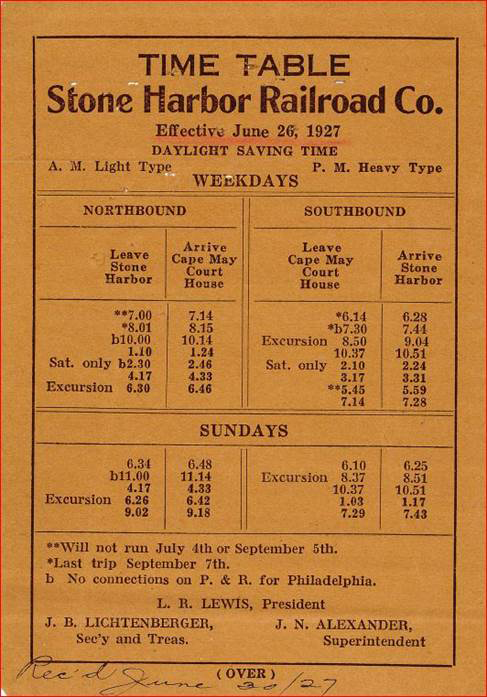 TIME TABLE
Stone Harbor Railroad Co.
Effective June 26, 1927
DAYLIGHT SAVING TIME
A. M. Light Type P. M. Heavy Type
WEEKDAYS
NORTHBOUND SOUTHBOUND
Leave Stone Harbor Arrive Cape May Court House Leave Cape May Court House Arrive Stone Harbor
**7.00 7.14 *6.14 6.28
*8.01 8.15 *b7.30 7.44
b10.00 10.14 Excursion 8.50 9.04
1.10 1.24 10.37 10.51
Sat. only b2.30 2.46 Sat. only 2.10 2.24
4.17 4.33 3.17 3.31
Excursion 6.30 6.46 **5.45 5.59
7.14 7.28
SUNDAYS
6.34 6.48 6.10 6.25
b11.00 11.14 Excursion 8.37 8.51
4.17 4.33 10.37 10.51
Excursion 6.26 6.42 1.03 1.17
9.02 9.18 7.29 7.43
**Will not run July 4th or September 5th.
*Last trip September 7th.
b No connections on P. & R. for Philadelphia.
L. R. LEWIS, President
J. B. LICHTENBERGER, J. N. ALEXANDER,
Sec'y and Treas. Superintendent
(OVER)
Rec'd June 30/27